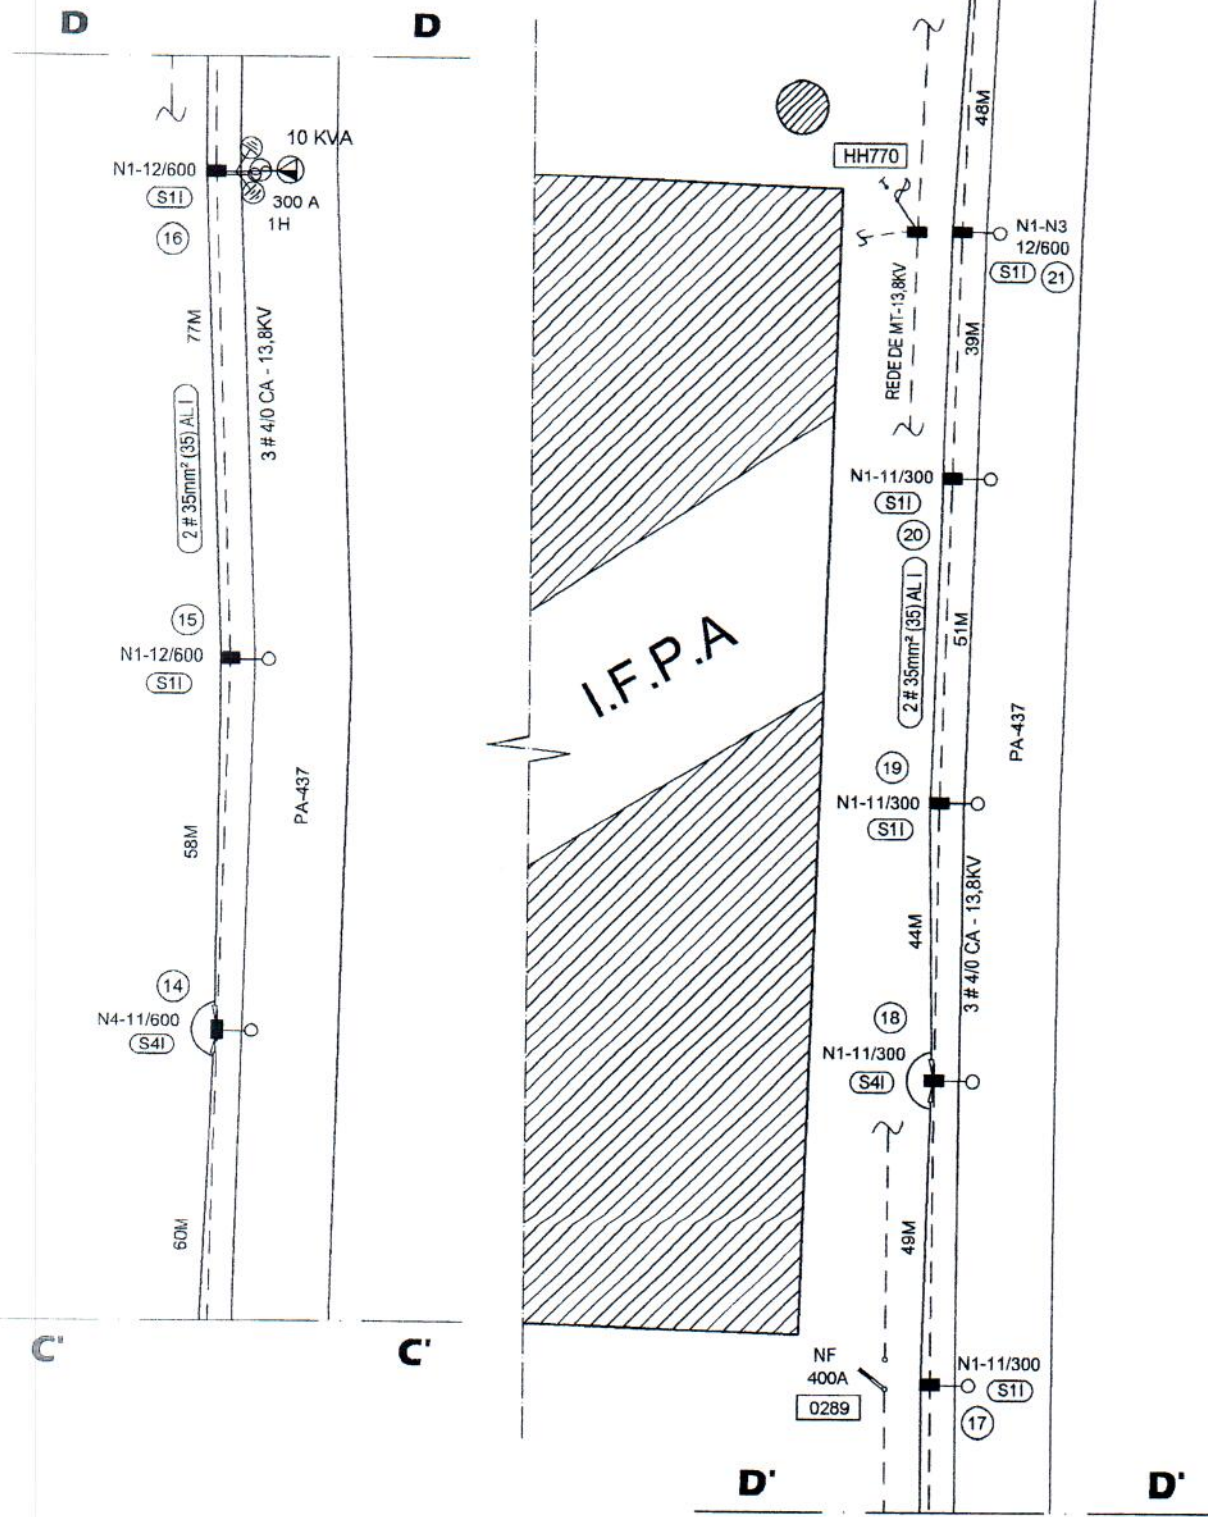 D
D
10 KVA
N1-12/600
S1I
300 A
1H
16
77M
3 # 4/0 CA - 13,8KV
2 # 35mm² (35) AL I
15
N1-12/600
S1I
PA-437
58M
14
N4-11/600
S4I
60M
C'
C'
48M
HH770
N1-N3
12/600
S1I
21
REDE DE MT-13,8KV
39M
N1-11/300
S1I
20
2 # 35mm² (35) AL I
51M
I.F.P.A
PA-437
19
N1-11/300
S1I
44M
3 # 4/0 CA - 13,8KV
18
N1-11/300
S4I
49M
NF
400A
0289
N1-11/300
S1I
17
D'
D'